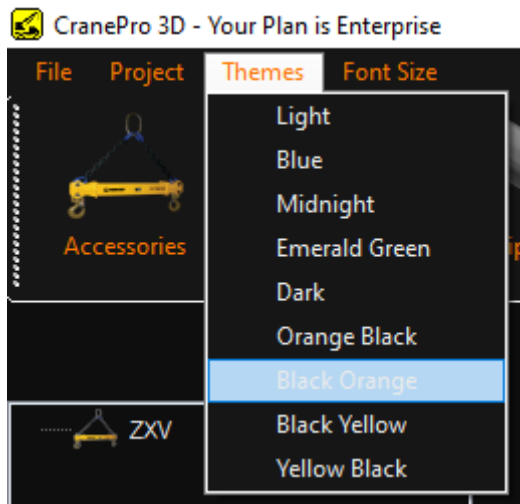 CranePro 3D - Your Plan is Enterprise
File Project Themes Font Size
Light
Blue
Midnight
Accessories
Emerald Green
Dark
Orange Black
Black Orange
ZXV
Black Yellow
Yellow Black